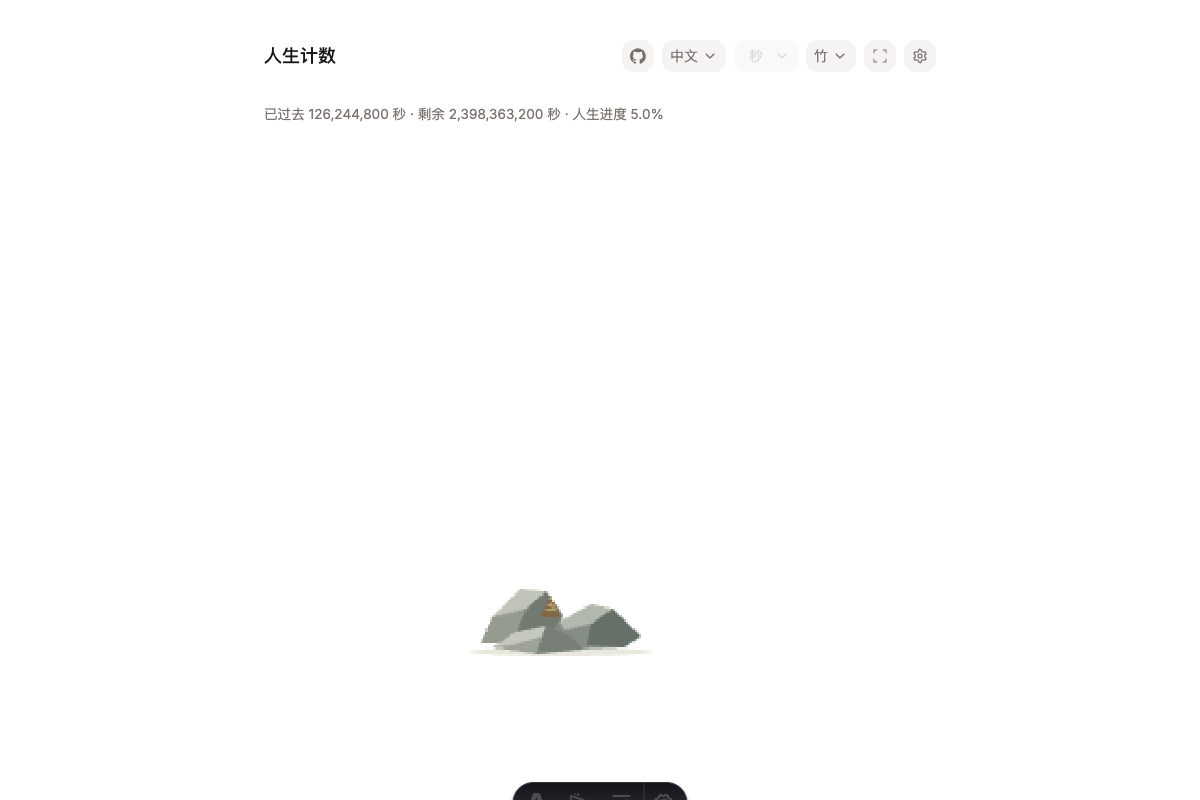 人生计数
中文
秒
竹
已过去 126,244,800 秒 · 剩余 2,398,363,200 秒 · 人生进度 5.0%